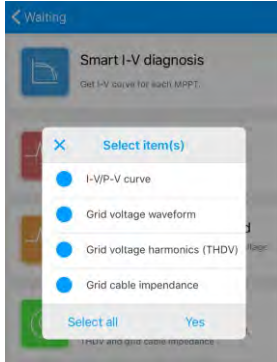 Waiting
Smart I-V diagnosis
Get I-V curve for each MPPT.
Select item(s)
I-V/P-V curve
Grid voltage waveform
Grid voltage harmonics (THDV)
Grid cable impendance
Select all Yes
THDV and grid cable impedance